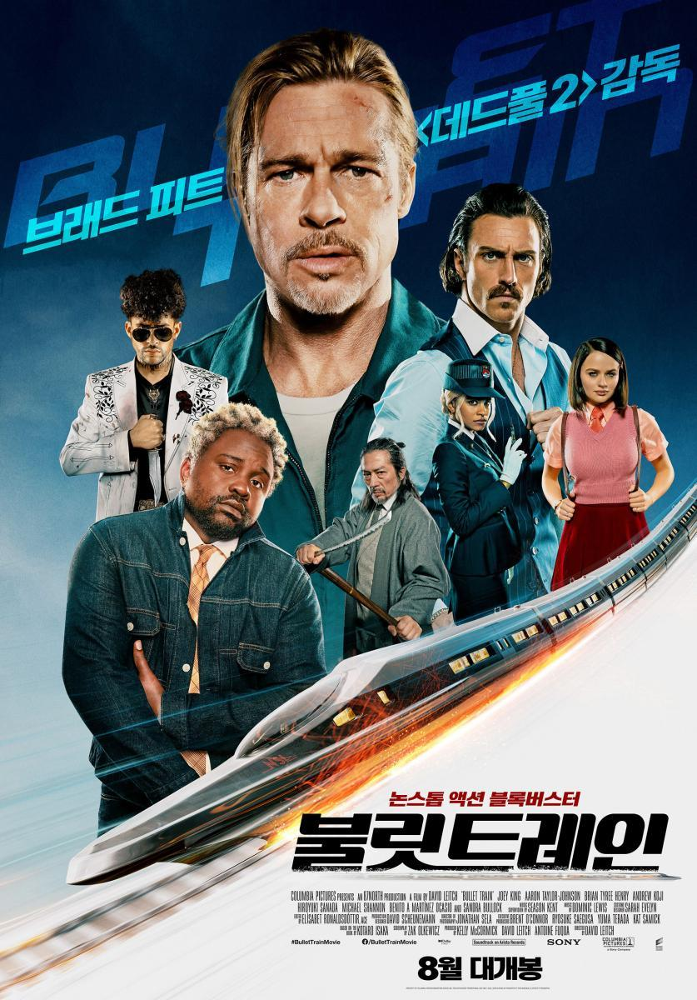 BULLET TRAIN
<데드풀 2> 감독
브래드 피트
논스톱 액션 블록버스터
불릿 트레인
COLUMBIA PICTURES PRESENTS AN 87NORTH PRODUCTION A FILM BY DAVID LEITCH "BULLET TRAIN" JOEY KING AARON TAYLOR-JOHNSON BRIAN TYREE HENRY ANDREW KOJI
HIROYUKI SANADA MICHAEL SHANNON BENITO A MARTÍNEZ OCASIO AND SANDRA BULLOCK MUSIC SUPERVISOR SEASON KENT MUSIC BY DOMINIC LEWIS COSTUME DESIGNER SARAH EVELYN
EDITED BY ELÍSABET RONALDSDÓTTIR, ACE PRODUCTION DESIGNER DAVID SCHEUNEMANN DIRECTOR OF PHOTOGRAPHY JONATHAN SELA EXECUTIVE PRODUCERS BRENT O'CONNOR RYOSUKE SAEGUSA YUMA TERADA KAT SAMICK
BASED ON THE BOOK BY KOTARO ISAKA SCREENPLAY BY ZAK OLKEWICZ PRODUCED BY KELLY McCORMICK DAVID LEITCH ANTOINE FUQUA DIRECTED BY DAVID LEITCH
#BulletTrainMovie /BulletTrainMovie Dolby Soundtrack on Arista Records SONY COLUMBIA PICTURES
a Sony Company
8월 대개봉